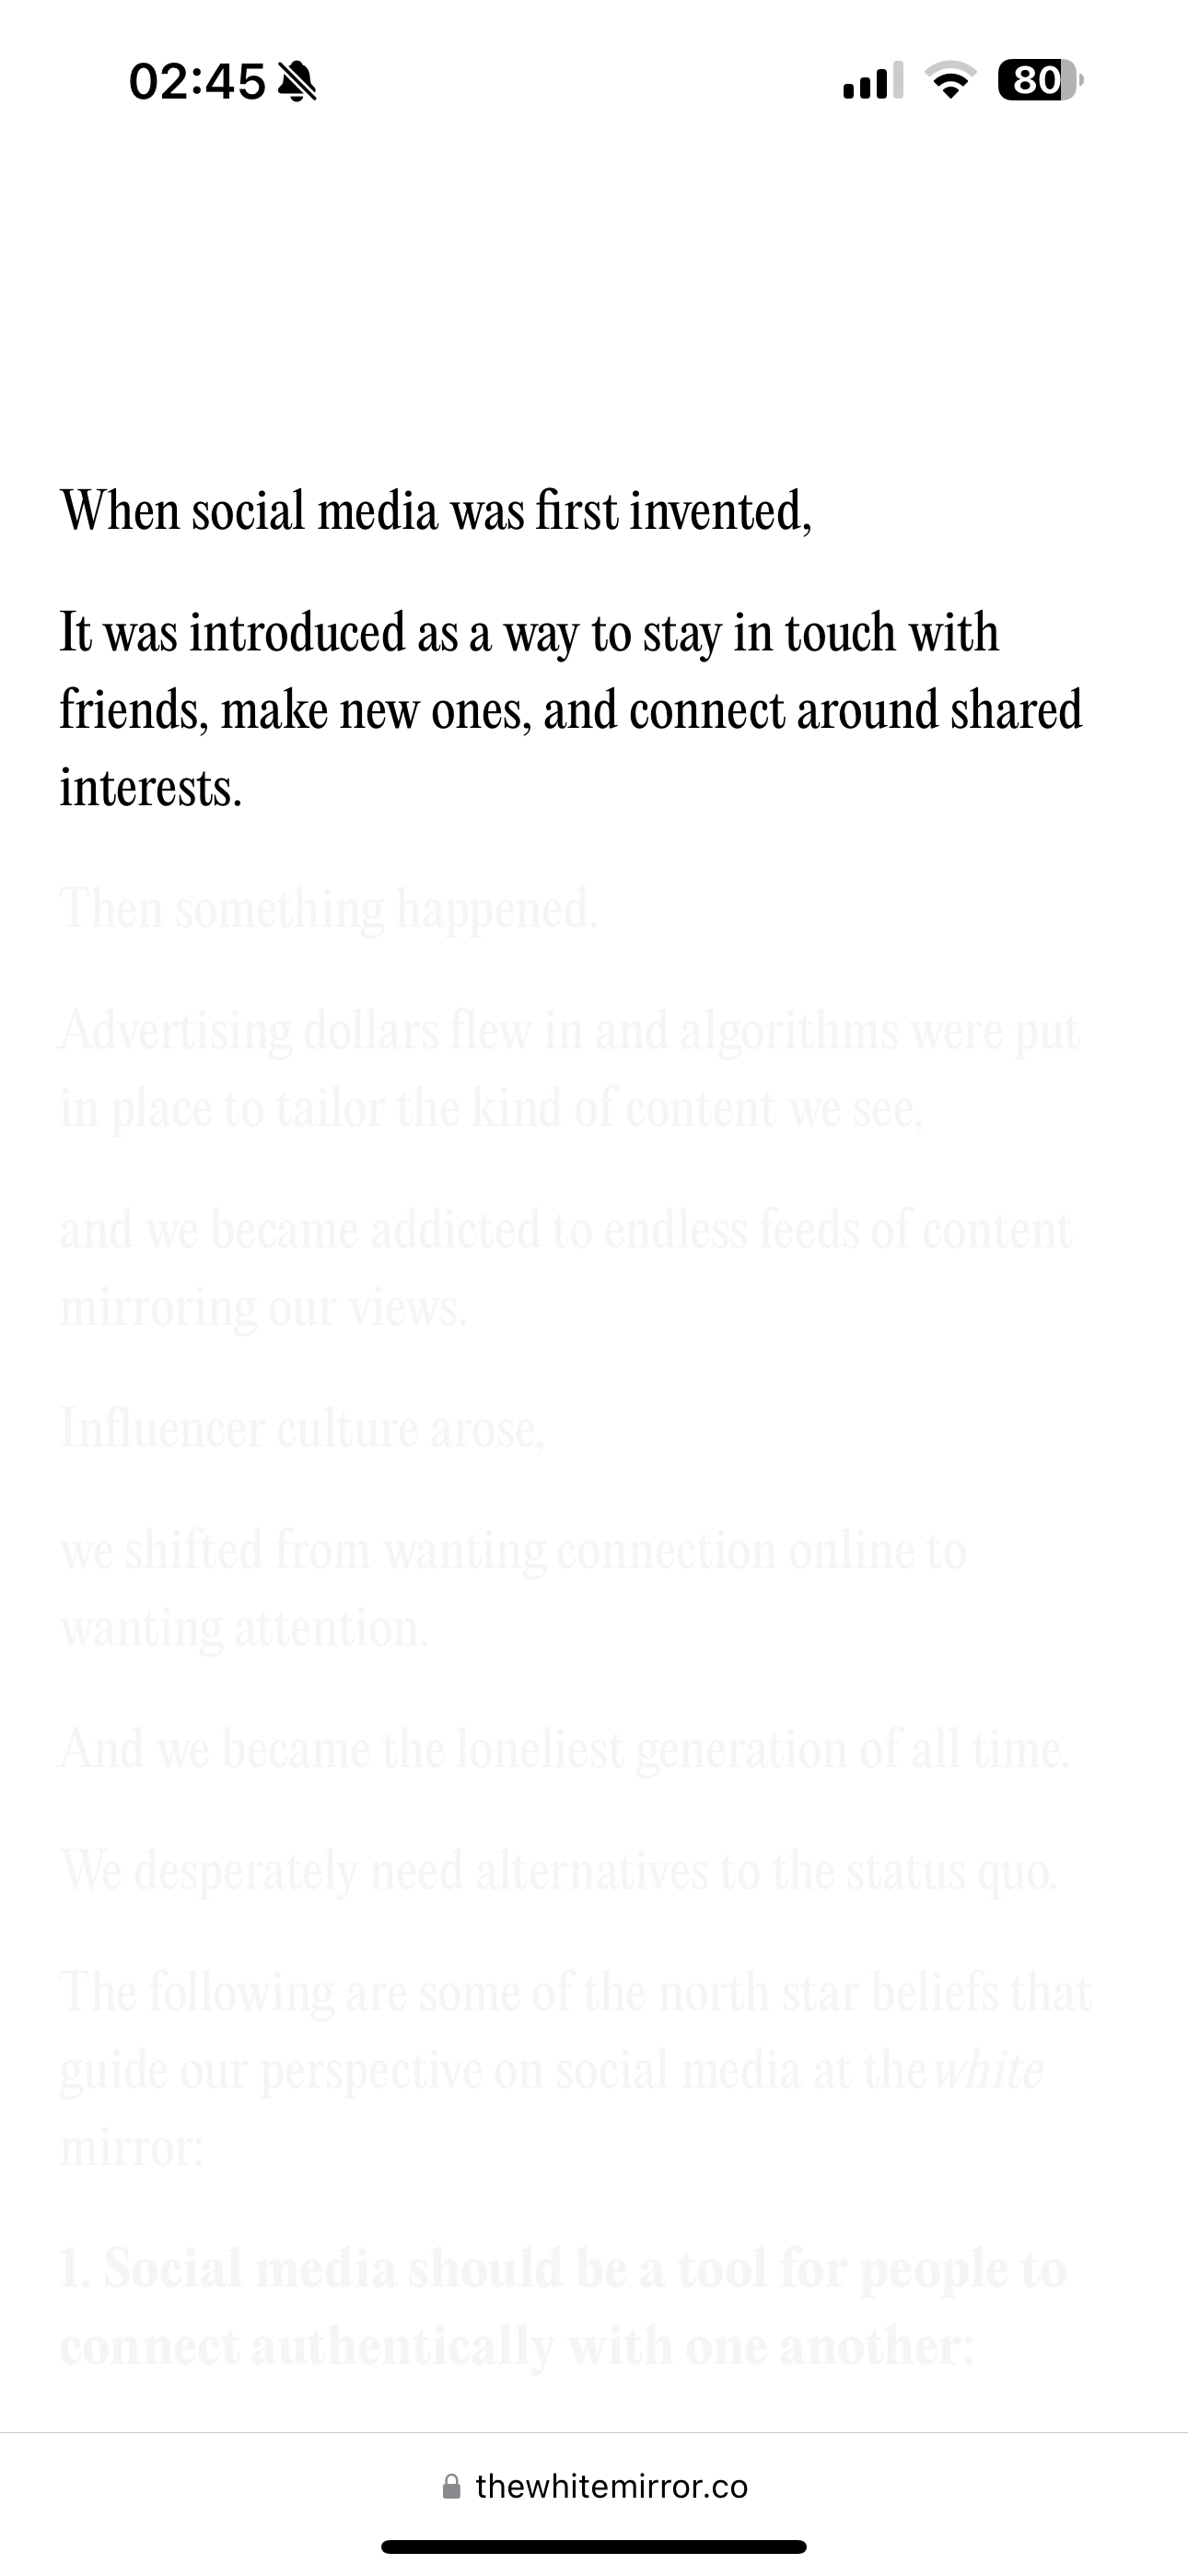 02:45
80
When social media was first invented,
It was introduced as a way to stay in touch with
friends, make new ones, and connect around shared
interests.
Then something happened.
Advertising dollars flew in and algorithms were put
in place to tailor the kind of content we see,
and we became addicted to endless feeds of content
mirroring our views.
Influencer culture arose,
we shifted from wanting connection online to
wanting attention.
And we became the loneliest generation of all time.
We desperately need alternatives to the status quo.
The following are some of the north star beliefs that
guide our perspective on social media at the white
mirror:
1. Social media should be a tool for people to
connect authentically with one another:
thewhitemirror.co